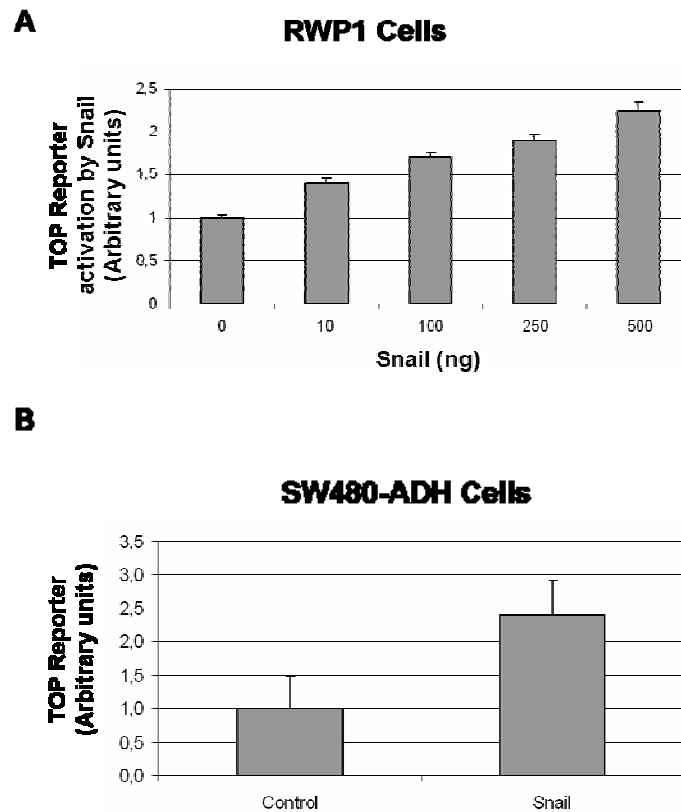 A
RWP1 Cells
TOP Reporter
activation by Snail
(Arbitrary units)
2,5
2
1,5
1
0,5
0
0 10 100 250 500
Snail (ng)
B
SW480-ADH Cells
TOP Reporter
(Arbitrary units)
3,5
3,0
2,5
2,0
1,5
1,0
0,5
0,0
Control Snail